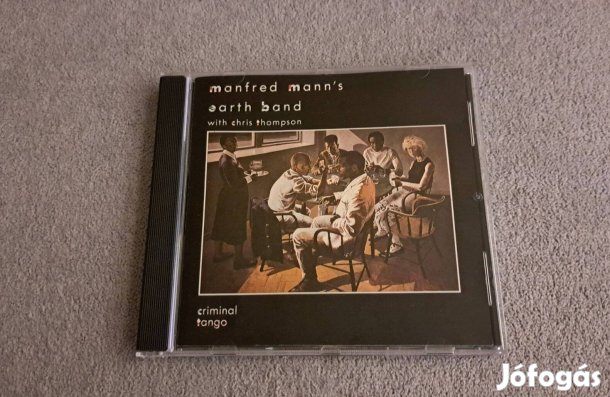 manfred mann's
earth band
with chris thompson
criminal
tango
Jófogás